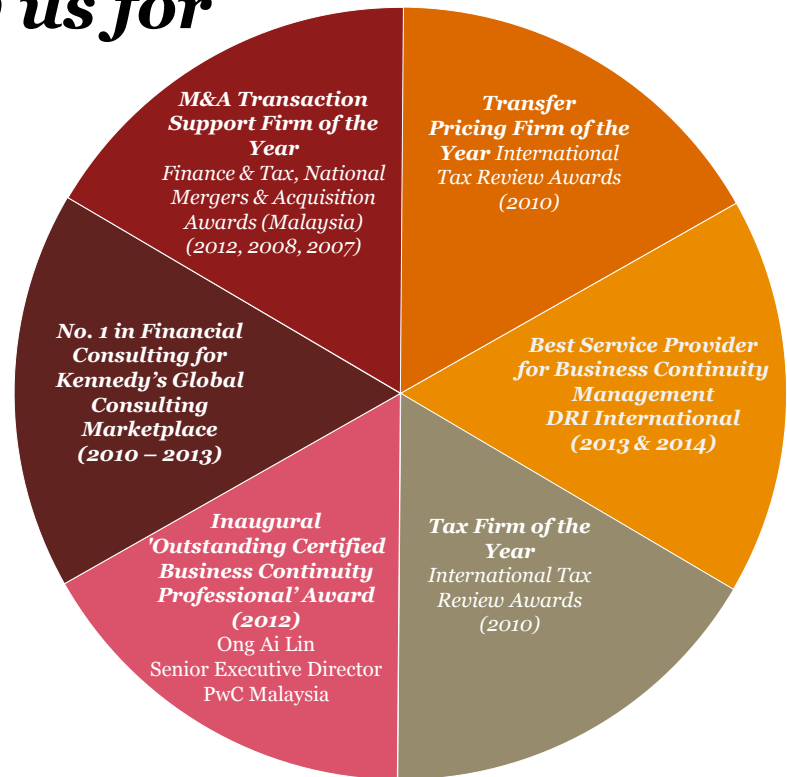 us for
M&A Transaction
Support Firm of the
Year
Finance & Tax, National
Mergers & Acquisition
Awards (Malaysia)
(2012, 2008, 2007)
Transfer
Pricing Firm of the
Year International
Tax Review Awards
(2010)
Best Service Provider
for Business Continuity
Management
DRI International
(2013 & 2014)
Tax Firm of the
Year
International Tax
Review Awards
(2010)
Inaugural
'Outstanding Certified
Business Continuity
Professional’ Award
(2012)
Ong Ai Lin
Senior Executive Director
PwC Malaysia
No. 1 in Financial
Consulting for
Kennedy’s Global
Consulting
Marketplace
(2010 – 2013)